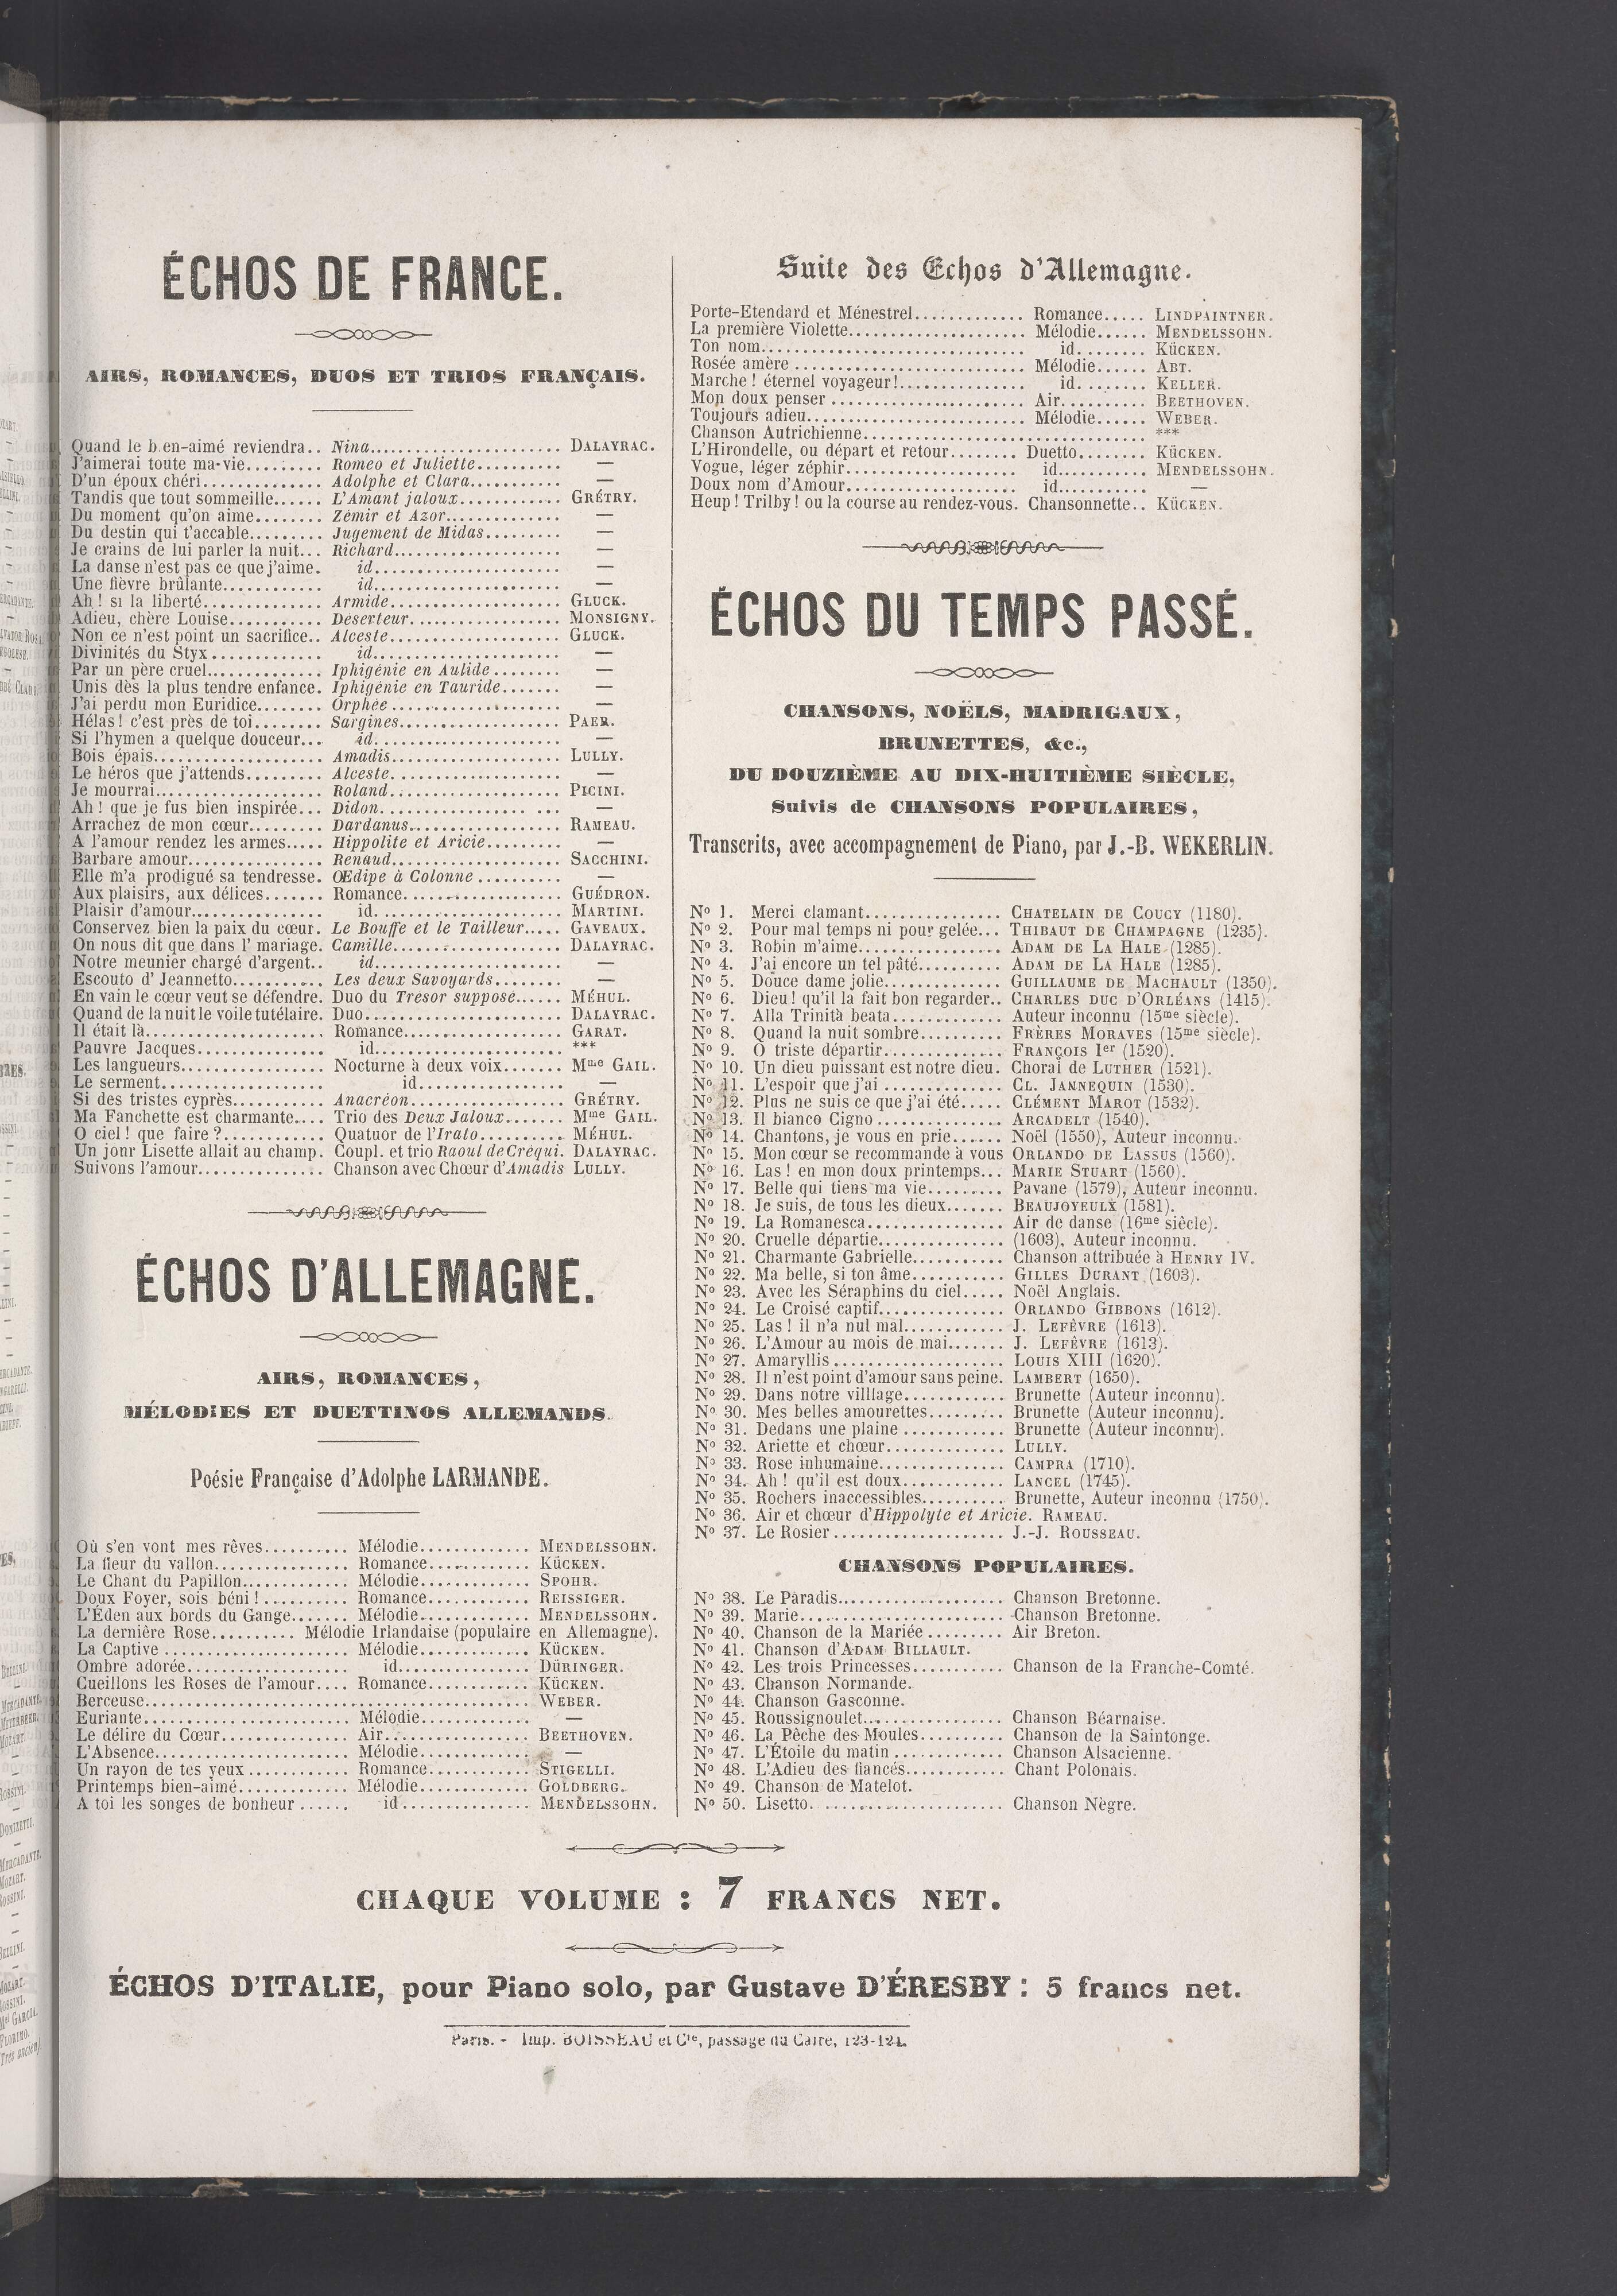 ÉCHOS DE FRANCE.
AIRS, ROMANCES, DUOS ET TRIOS FRANÇAIS.
Quand le b.en-aimé reviendra.. Nina...................... DALAYRAC.
J'aimerai toute ma-vie......... Romeo et Juliette.......... —
D'un époux chéri.............. Adolphe et Clara........... —
Tandis que tout sommeille...... L'Amant jaloux............ GRÉTRY.
Du moment qu'on aime........ Zémir et Azor.............. —
Du destin qui t'accable......... Jugement de Midas......... —
Je crains de lui parler la nuit... Richard.................... —
La danse n'est pas ce que j'aime. id...................... —
Une fièvre brûlante............ id...................... —
Ah ! si la liberté.............. Armide.................... GLUCK.
Adieu, chère Louise........... Déserteur.................. MONSIGNY.
Non ce n'est point un sacrifice.. Alceste.................... GLUCK.
Divinités du Styx............. id...................... —
Par un père cruel.............. Iphigénie en Aulide........ —
Unis dès la plus tendre enfance. Iphigénie en Tauride....... —
J'ai perdu mon Euridice........ Orphée.................... —
Hélas ! c'est près de toi........ Sargines................... PAER.
Si l'hymen a quelque douceur... id...................... —
Bois épais.................... Amadis.................... LULLY.
Le héros que j'attends......... Alceste.................... —
Je mourrai.................... Roland.................... PICINI.
Ah ! que je fus bien inspirée... Didon.................. ... —
Arrachez de mon cœur......... Dardanus.................. RAMEAU.
A l'amour rendez les armes..... Hippolite et Aricie......... —
Barbare amour................ Renaud.................... SACCHINI.
Elle m'a prodigué sa tendresse. Œdipe à Colonne.......... —
Aux plaisirs, aux délices....... Romance.................. GUÉDRON.
Plaisir d'amour................ id...................... MARTINI.
Conservez bien la paix du cœur. Le Bouffe et le Tailleur..... GAVEAUX.
On nous dit que dans l' mariage. Camille.................... DALAYRAC.
Notre meunier chargé d'argent.. id...................... —
Escouto d' Jeannetto........... Les deux Savoyards........ —
En vain le cœur veut se défendre. Duo du Trésor supposé...... MÉHUL.
Quand de la nuit le voile tutélaire. Duo....................... DALAYRAC.
Il était là..................... Romance.................. GARAT.
Pauvre Jacques............... id...................... ***
Les langueurs................. Nocturne à deux voix....... Mme GAIL.
Le serment................... id................. —
Si des tristes cyprès........... Anacréon.................. GRÉTRY.
Ma Fanchette est charmante.... Trio des Deux Jaloux....... Mme GAIL.
O ciel ! que faire ?............ Quatuor de l'Irato.......... MÉHUL.
Un jonr Lisette allait au champ. Coupl. et trio Raoul de Créqui. DALAYRAC.
Suivons l'amour............... Chanson avec Chœur d'Amadis LULLY.
ÉCHOS D'ALLEMAGNE.
AIRS, ROMANCES,
MÉLODIES ET DUETTINOS ALLEMANDS.
Poésie Française d'Adolphe LARMANDE.
Où s'en vont mes rêves.......... Mélodie............. MENDELSSOHN.
La fleur du vallon................ Romance............ KÜCKEN.
Le Chant du Papillon............ Mélodie............. SPOHR.
Doux Foyer, sois béni !.......... Romance............ REISSIGER.
L'Éden aux bords du Gange....... Mélodie............. MENDELSSOHN.
La dernière Rose.......... Mélodie Irlandaise (populaire en Allemagne).
La Captive...................... Mélodie............. KÜCKEN.
Ombre adorée................... id............... DÜRINGER.
Cueillons les Roses de l'amour.... Romance............ KÜCKEN.
Berceuse............................................. WEBER.
Euriante........................ Mélodie............. —
Le délire du Cœur............... Air................. BEETHOVEN.
L'Absence....................... Mélodie............. —
Un rayon de tes yeux............ Romance............ STIGELLI.
Printemps bien-aimé............. Mélodie............. GOLDBERG.
A toi les songes de bonheur...... id............... MENDELSSOHN.
Suite des Echos d'Allemagne.
Porte-Etendard et Ménestrel............. Romance..... LINDPAINTNER.
La première Violette..................... Mélodie...... MENDELSSOHN.
Ton nom............................... id........ KÜCKEN.
Rosée amère........................... Mélodie...... ABT.
Marche ! éternel voyageur !............... id........ KELLER.
Mon doux penser....................... Air.......... BEETHOVEN.
Toujours adieu.......................... Mélodie...... WEBER.
Chanson Autrichienne.................................. ***
L'Hirondelle, ou départ et retour........ Duetto........ KÜCKEN.
Vogue, léger zéphir.................... id........... MENDELSSOHN.
Doux nom d'Amour.................... id........... —
Heup ! Trilby ! ou la course au rendez-vous. Chansonnette.. KÜCKEN.
ÉCHOS DU TEMPS PASSÉ.
CHANSONS, NOËLS, MADRIGAUX,
BRUNETTES, &c.,
DU DOUZIÈME AU DIX-HUITIÈME SIÈCLE,
Suivis de CHANSONS POPULAIRES,
Transcrits, avec accompagnement de Piano, par J.-B. WEKERLIN.
No 1. Merci clamant................ CHATELAIN DE COUCY (1180).
No 2. Pour mal temps ni pour gelée... THIBAUT DE CHAMPAGNE (1235).
No 3. Robin m'aime................. ADAM DE LA HALE (1285).
No 4. J'ai encore un tel pâté.......... ADAM DE LA HALE (1285).
No 5. Douce dame jolie.............. GUILLAUME DE MACHAULT (1350).
No 6. Dieu ! qu'il la fait bon regarder.. CHARLES DUC D'ORLÉANS (1415).
No 7. Alla Trinità beata............. Auteur inconnu (15me siècle).
No 8. Quand la nuit sombre.......... FRÈRES MORAVES (15me siècle).
No 9. O triste départir.............. FRANÇOIS Ier (1520).
No 10. Un dieu puissant est notre dieu. Choral de LUTHER (1521).
No 11. L'espoir que j'ai.............. CL. JANNEQUIN (1530).
No 12. Plus ne suis ce que j'ai été..... CLÉMENT MAROT (1532).
No 13. Il bianco Cigno............... ARCADELT (1540).
No 14. Chantons, je vous en prie...... Noël (1550), Auteur inconnu.
No 15. Mon cœur se recommande à vous ORLANDO DE LASSUS (1560).
No 16. Las ! en mon doux printemps... MARIE STUART (1560).
No 17. Belle qui tiens ma vie......... Pavane (1579), Auteur inconnu.
No 18. Je suis, de tous les dieux....... BEAUJOYEULX (1581).
No 19. La Romanesca................ Air de danse (16me siècle).
No 20. Cruelle départie............... (1603), Auteur inconnu.
No 21. Charmante Gabrielle........... Chanson attribuée à HENRY IV.
No 22. Ma belle, si ton âme........... GILLES DURANT (1603).
No 23. Avec les Séraphins du ciel..... Noël Anglais.
No 24. Le Croisé captif............... ORLANDO GIBBONS (1612).
No 25. Las ! il n'a nul mal............ J. LEFÈVRE (1613).
No 26. L'Amour au mois de mai....... J. LEFÈVRE (1613).
No 27. Amaryllis.................... LOUIS XIII (1620).
No 28. Il n'est point d'amour sans peine. LAMBERT (1650).
No 29. Dans notre villlage............ Brunette (Auteur inconnu).
No 30. Mes belles amourettes......... Brunette (Auteur inconnu).
No 31. Dedans une plaine............ Brunette (Auteur inconnu).
No 32. Ariette et chœur.............. LULLY.
No 33. Rose inhumaine............... CAMPRA (1710).
No 34. Ah ! qu'il est doux............ LANCEL (1745).
No 35. Rochers inaccessibles.......... Brunette, Auteur inconnu (1750).
No 36. Air et chœur d'Hippolyte et Aricie. RAMEAU.
No 37. Le Rosier.................... J.-J. ROUSSEAU.
CHANSONS POPULAIRES.
No 38. Le Paradis.................... Chanson Bretonne.
No 39. Marie........................ Chanson Bretonne.
No 40. Chanson de la Mariée......... Air Breton.
No 41. Chanson d'ADAM BILLAULT.
No 42. Les trois Princesses........... Chanson de la Franche-Comté.
No 43. Chanson Normande.
No 44. Chanson Gasconne.
No 45. Roussignoulet................ Chanson Béarnaise.
No 46. La Pêche des Moules.......... Chanson de la Saintonge.
No 47. L'Étoile du matin............. Chanson Alsacienne.
No 48. L'Adieu des fiancés............ Chant Polonais.
No 49. Chanson de Matelot.
No 50. Lisetto....................... Chanson Nègre.
CHAQUE VOLUME : 7 FRANCS NET.
ÉCHOS D'ITALIE, pour Piano solo, par Gustave D'ÉRESBY : 5 francs net.
Paris. - Imp. BOISSEAU et Cie, passage du Caire, 123-124.